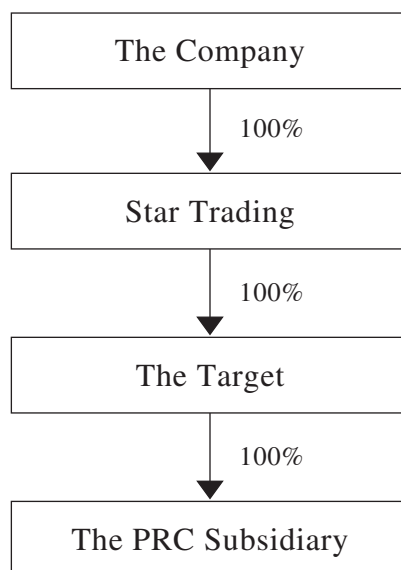 The Company
100%
Star Trading
100%
The Target
100%
The PRC Subsidiary